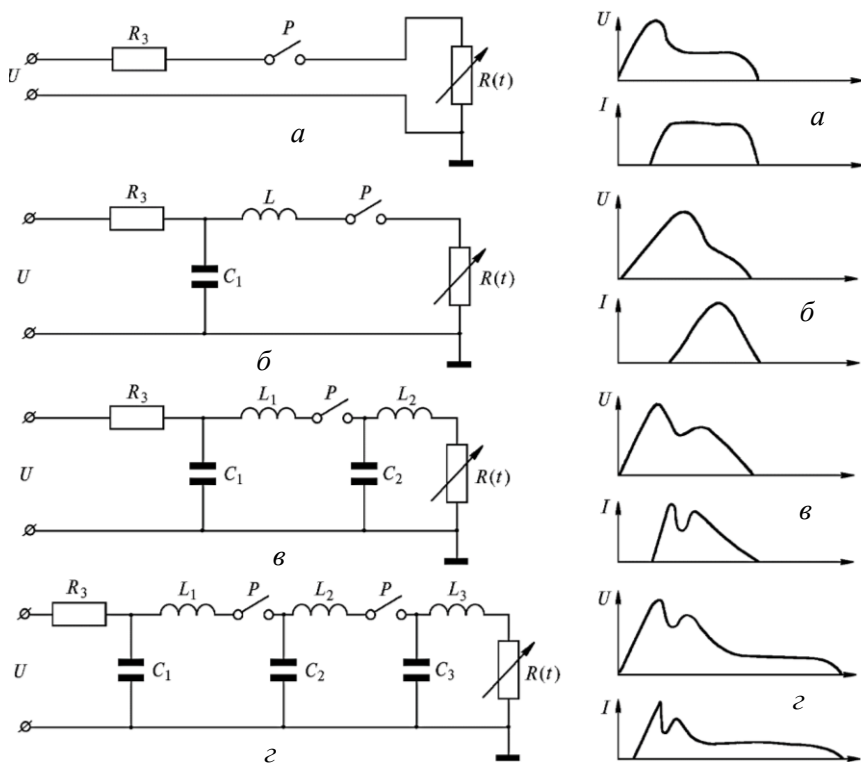 R₃ P
U R(t)
а
R₃ L P
U C₁ R(t)
б
R₃ L₁ P L₂
U C₁ C₂ R(t)
в
R₃ L₁ P L₂ P L₃
U C₁ C₂ C₃ R(t)
г
U
I а
U
I б
U
I в
U
I г